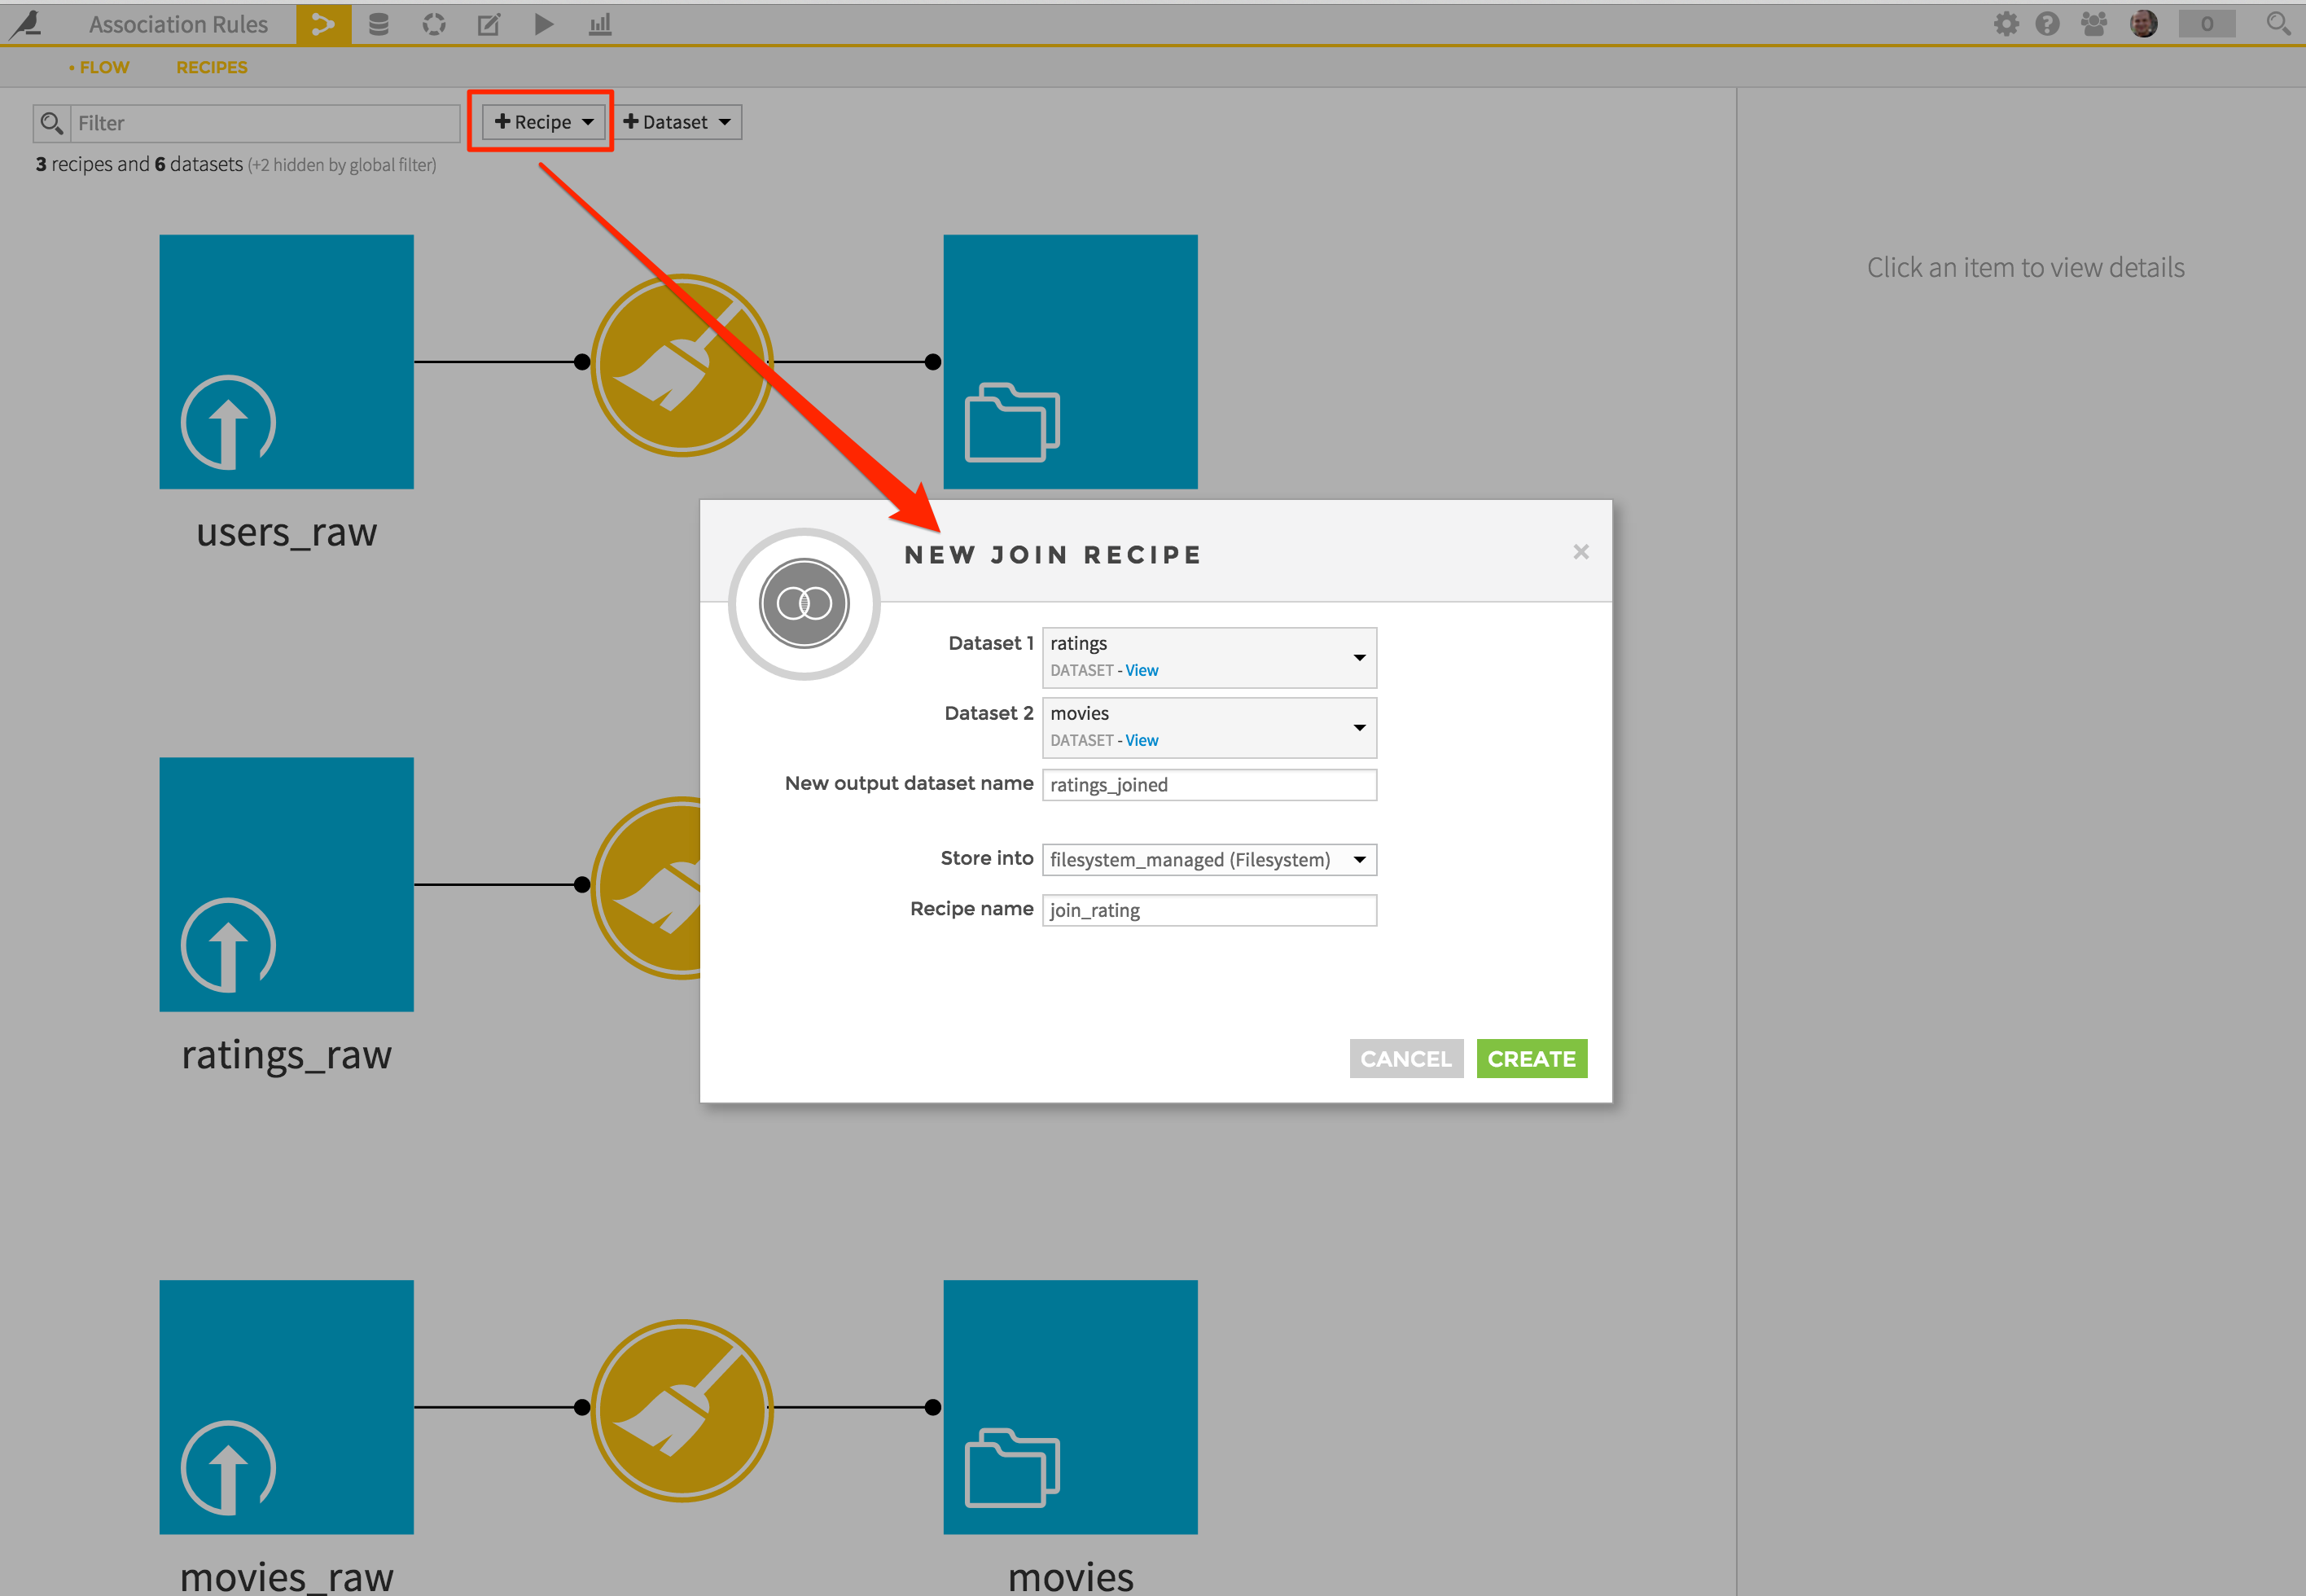 Association Rules
0
• FLOW RECIPES
Filter
+ Recipe
+ Dataset
3 recipes and 6 datasets (+2 hidden by global filter)
Click an item to view details
users_raw
NEW JOIN RECIPE
×
Dataset 1 ratings
DATASET - View
Dataset 2 movies
DATASET - View
New output dataset name ratings_joined
Store into filesystem_managed (Filesystem)
Recipe name join_rating
CANCEL CREATE
ratings_raw
movies_raw
movies